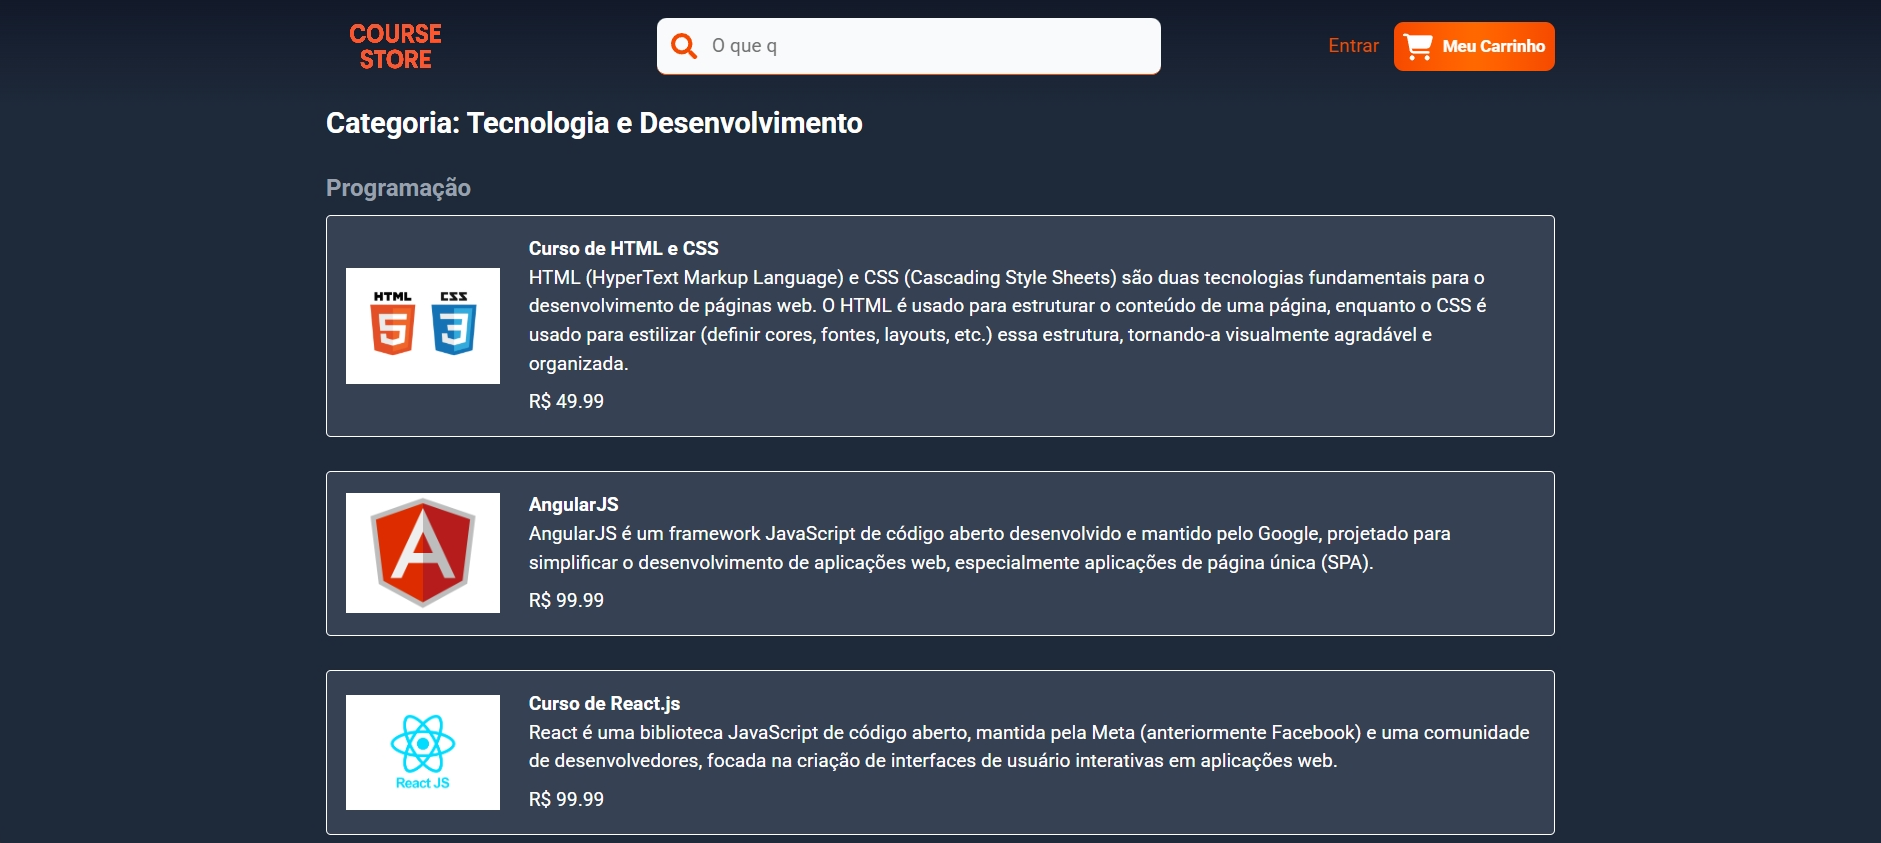 COURSE
STORE
O que q
Entrar
Meu Carrinho
Categoria: Tecnologia e Desenvolvimento
Programação
HTML CSS
5 3
Curso de HTML e CSS
HTML (HyperText Markup Language) e CSS (Cascading Style Sheets) são duas tecnologias fundamentais para o
desenvolvimento de páginas web. O HTML é usado para estruturar o conteúdo de uma página, enquanto o CSS é
usado para estilizar (definir cores, fontes, layouts, etc.) essa estrutura, tornando-a visualmente agradável e
organizada.
R$ 49.99
A
AngularJS
AngularJS é um framework JavaScript de código aberto desenvolvido e mantido pelo Google, projetado para
simplificar o desenvolvimento de aplicações web, especialmente aplicações de página única (SPA).
R$ 99.99
React JS
Curso de React.js
React é uma biblioteca JavaScript de código aberto, mantida pela Meta (anteriormente Facebook) e uma comunidade
de desenvolvedores, focada na criação de interfaces de usuário interativas em aplicações web.
R$ 99.99